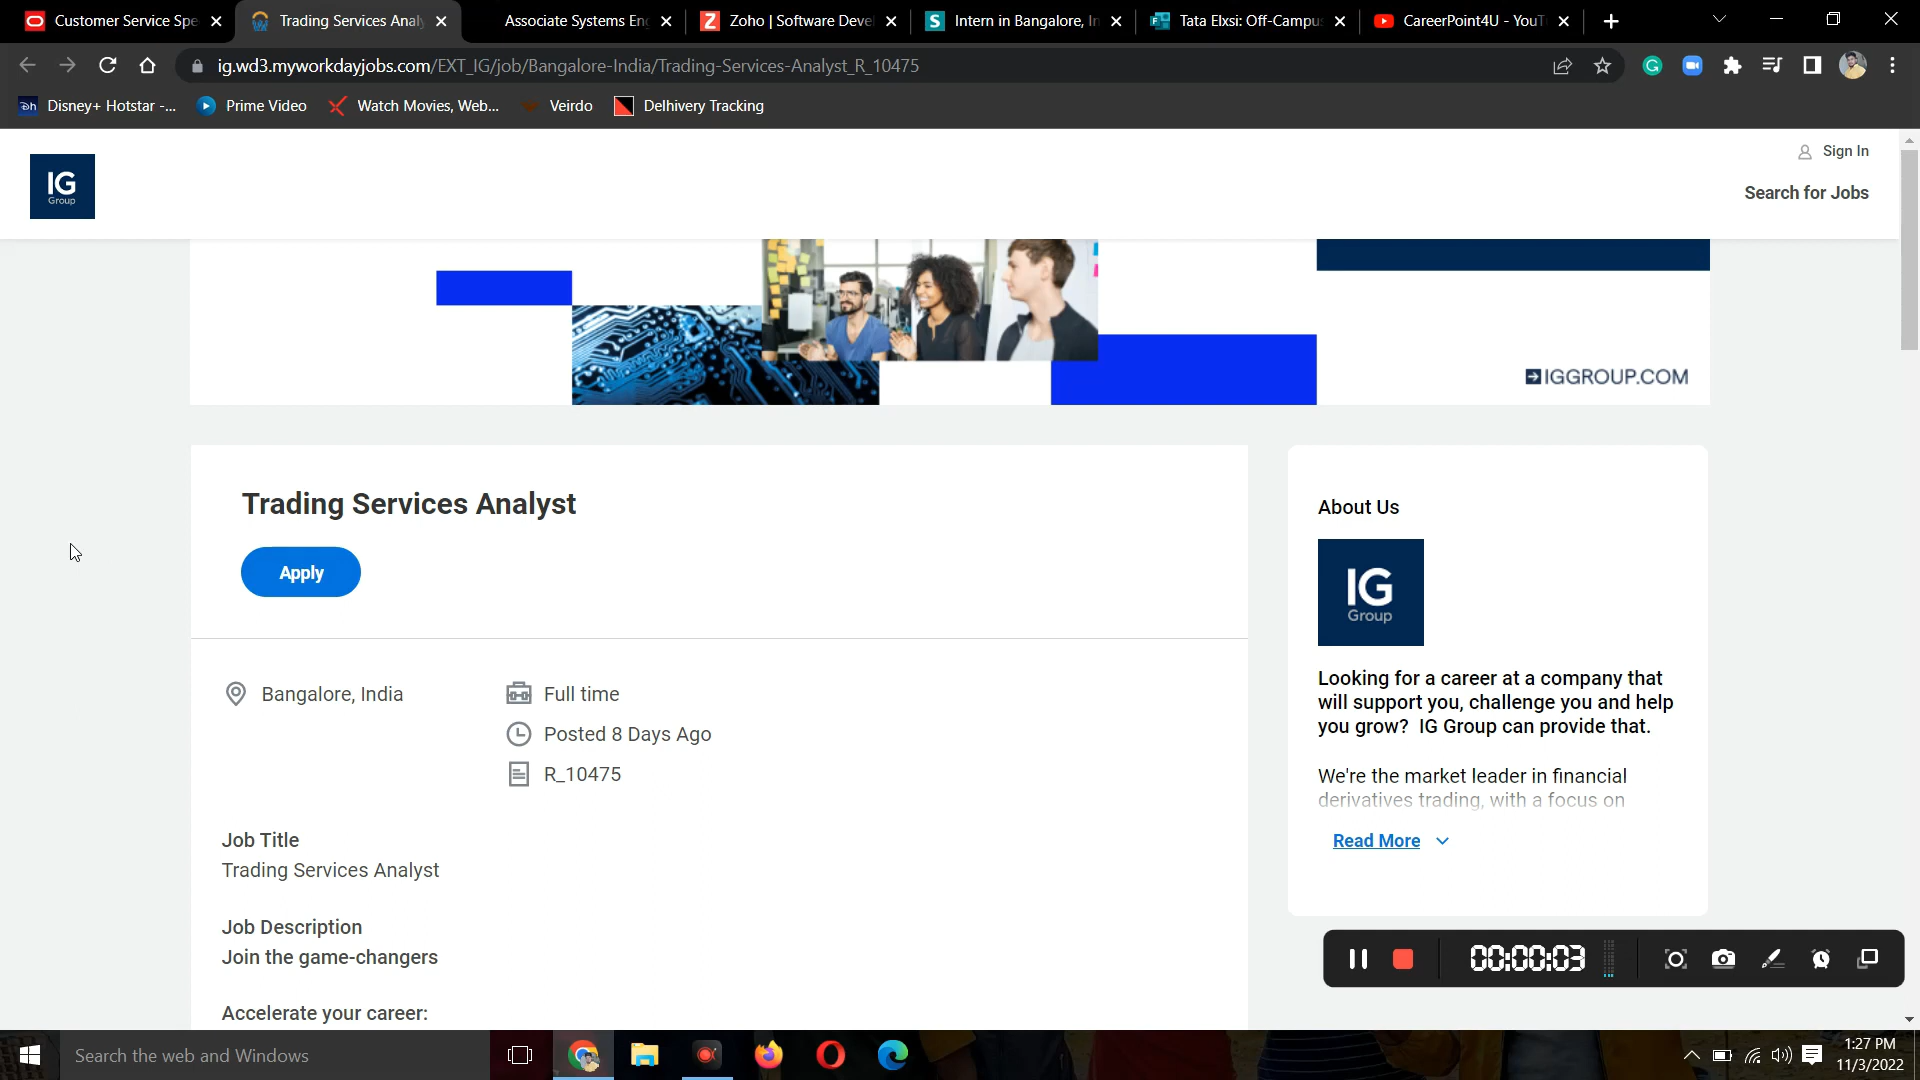 Customer Service Spe
Trading Services Analy
Associate Systems En
Zoho | Software Deve
Intern in Bangalore, In
Tata Elxsi: Off-Campus
CareerPoint4U - YouT
ig.wd3.myworkdayjobs.com/EXT_IG/job/Bangalore-India/Trading-Services-Analyst_R_10475
Disney+ Hotstar -...
Prime Video
Watch Movies, Web...
Veirdo
Delhivery Tracking
IG
Group
Sign In
Search for Jobs
IGGROUP.COM
Trading Services Analyst
Apply
Bangalore, India
Full time
Posted 8 Days Ago
R_10475
Job Title
Trading Services Analyst
Job Description
Join the game-changers
Accelerate your career:
About Us
IG
Group
Looking for a career at a company that
will support you, challenge you and help
you grow? IG Group can provide that.
We're the market leader in financial
derivatives trading, with a focus on
Read More
00:00:03
Search the web and Windows
1:27 PM
11/3/2022